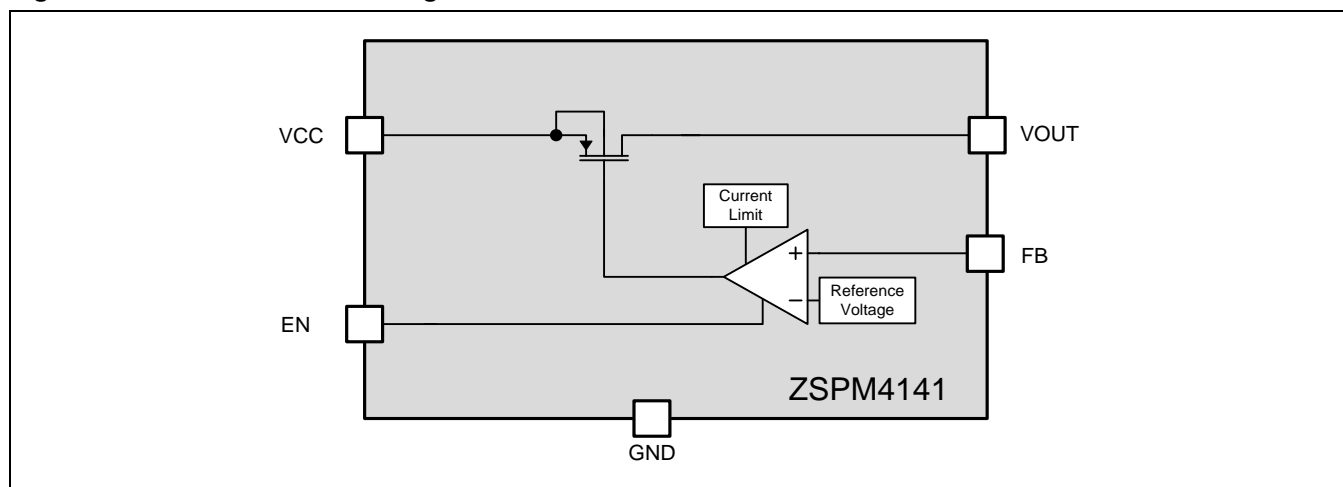 VCC
VOUT
Current
Limit
+
FB
−
Reference
Voltage
EN
ZSPM4141
GND